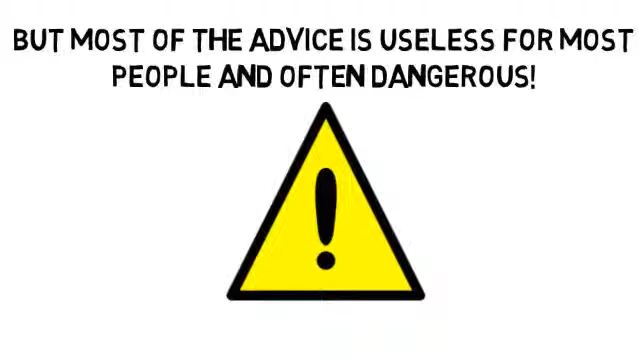 BUT MOST OF THE ADVICE IS USELESS FOR MOST
PEOPLE AND OFTEN DANGEROUS!
!